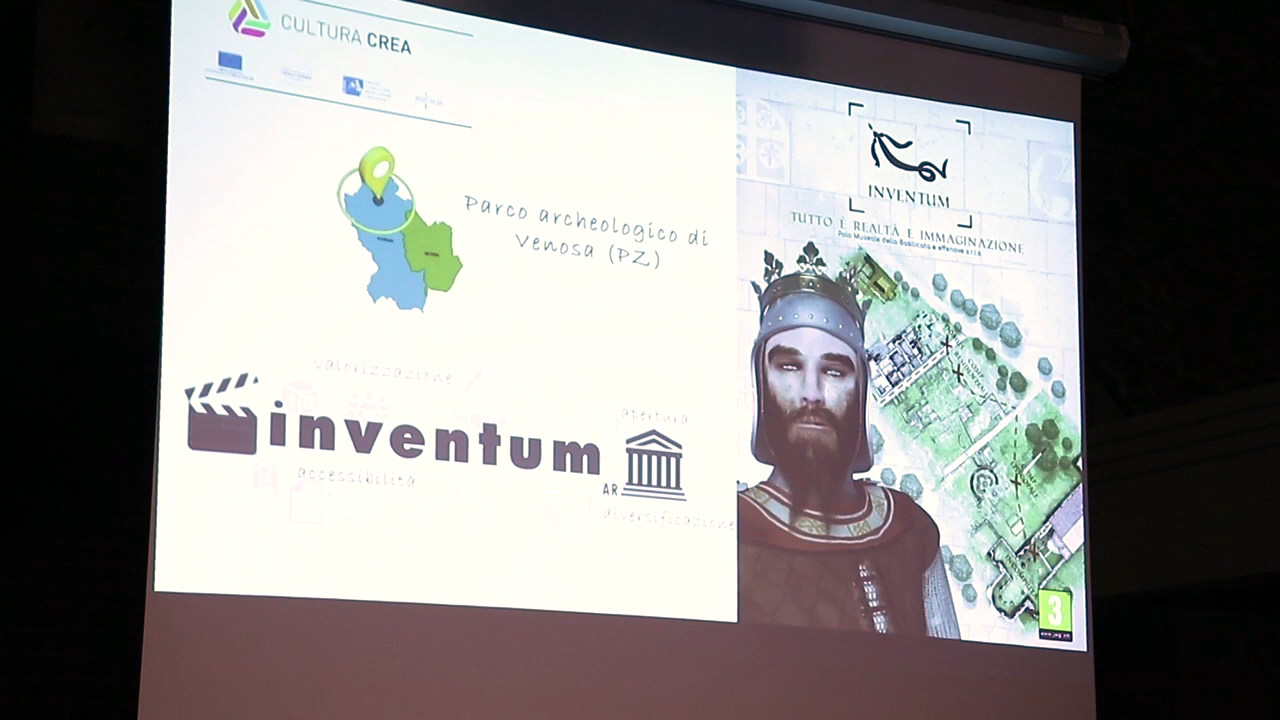 CULTURA CREA
Parco archeologico di
Venosa (PZ)
valorizzazione
inventum
apertura
accessibilità
AR
diversificazione
INVENTUM
TUTTO È REALTÀ E IMMAGINAZIONE
Polo Museale della Basilicata e effenove s.r.l.s
3